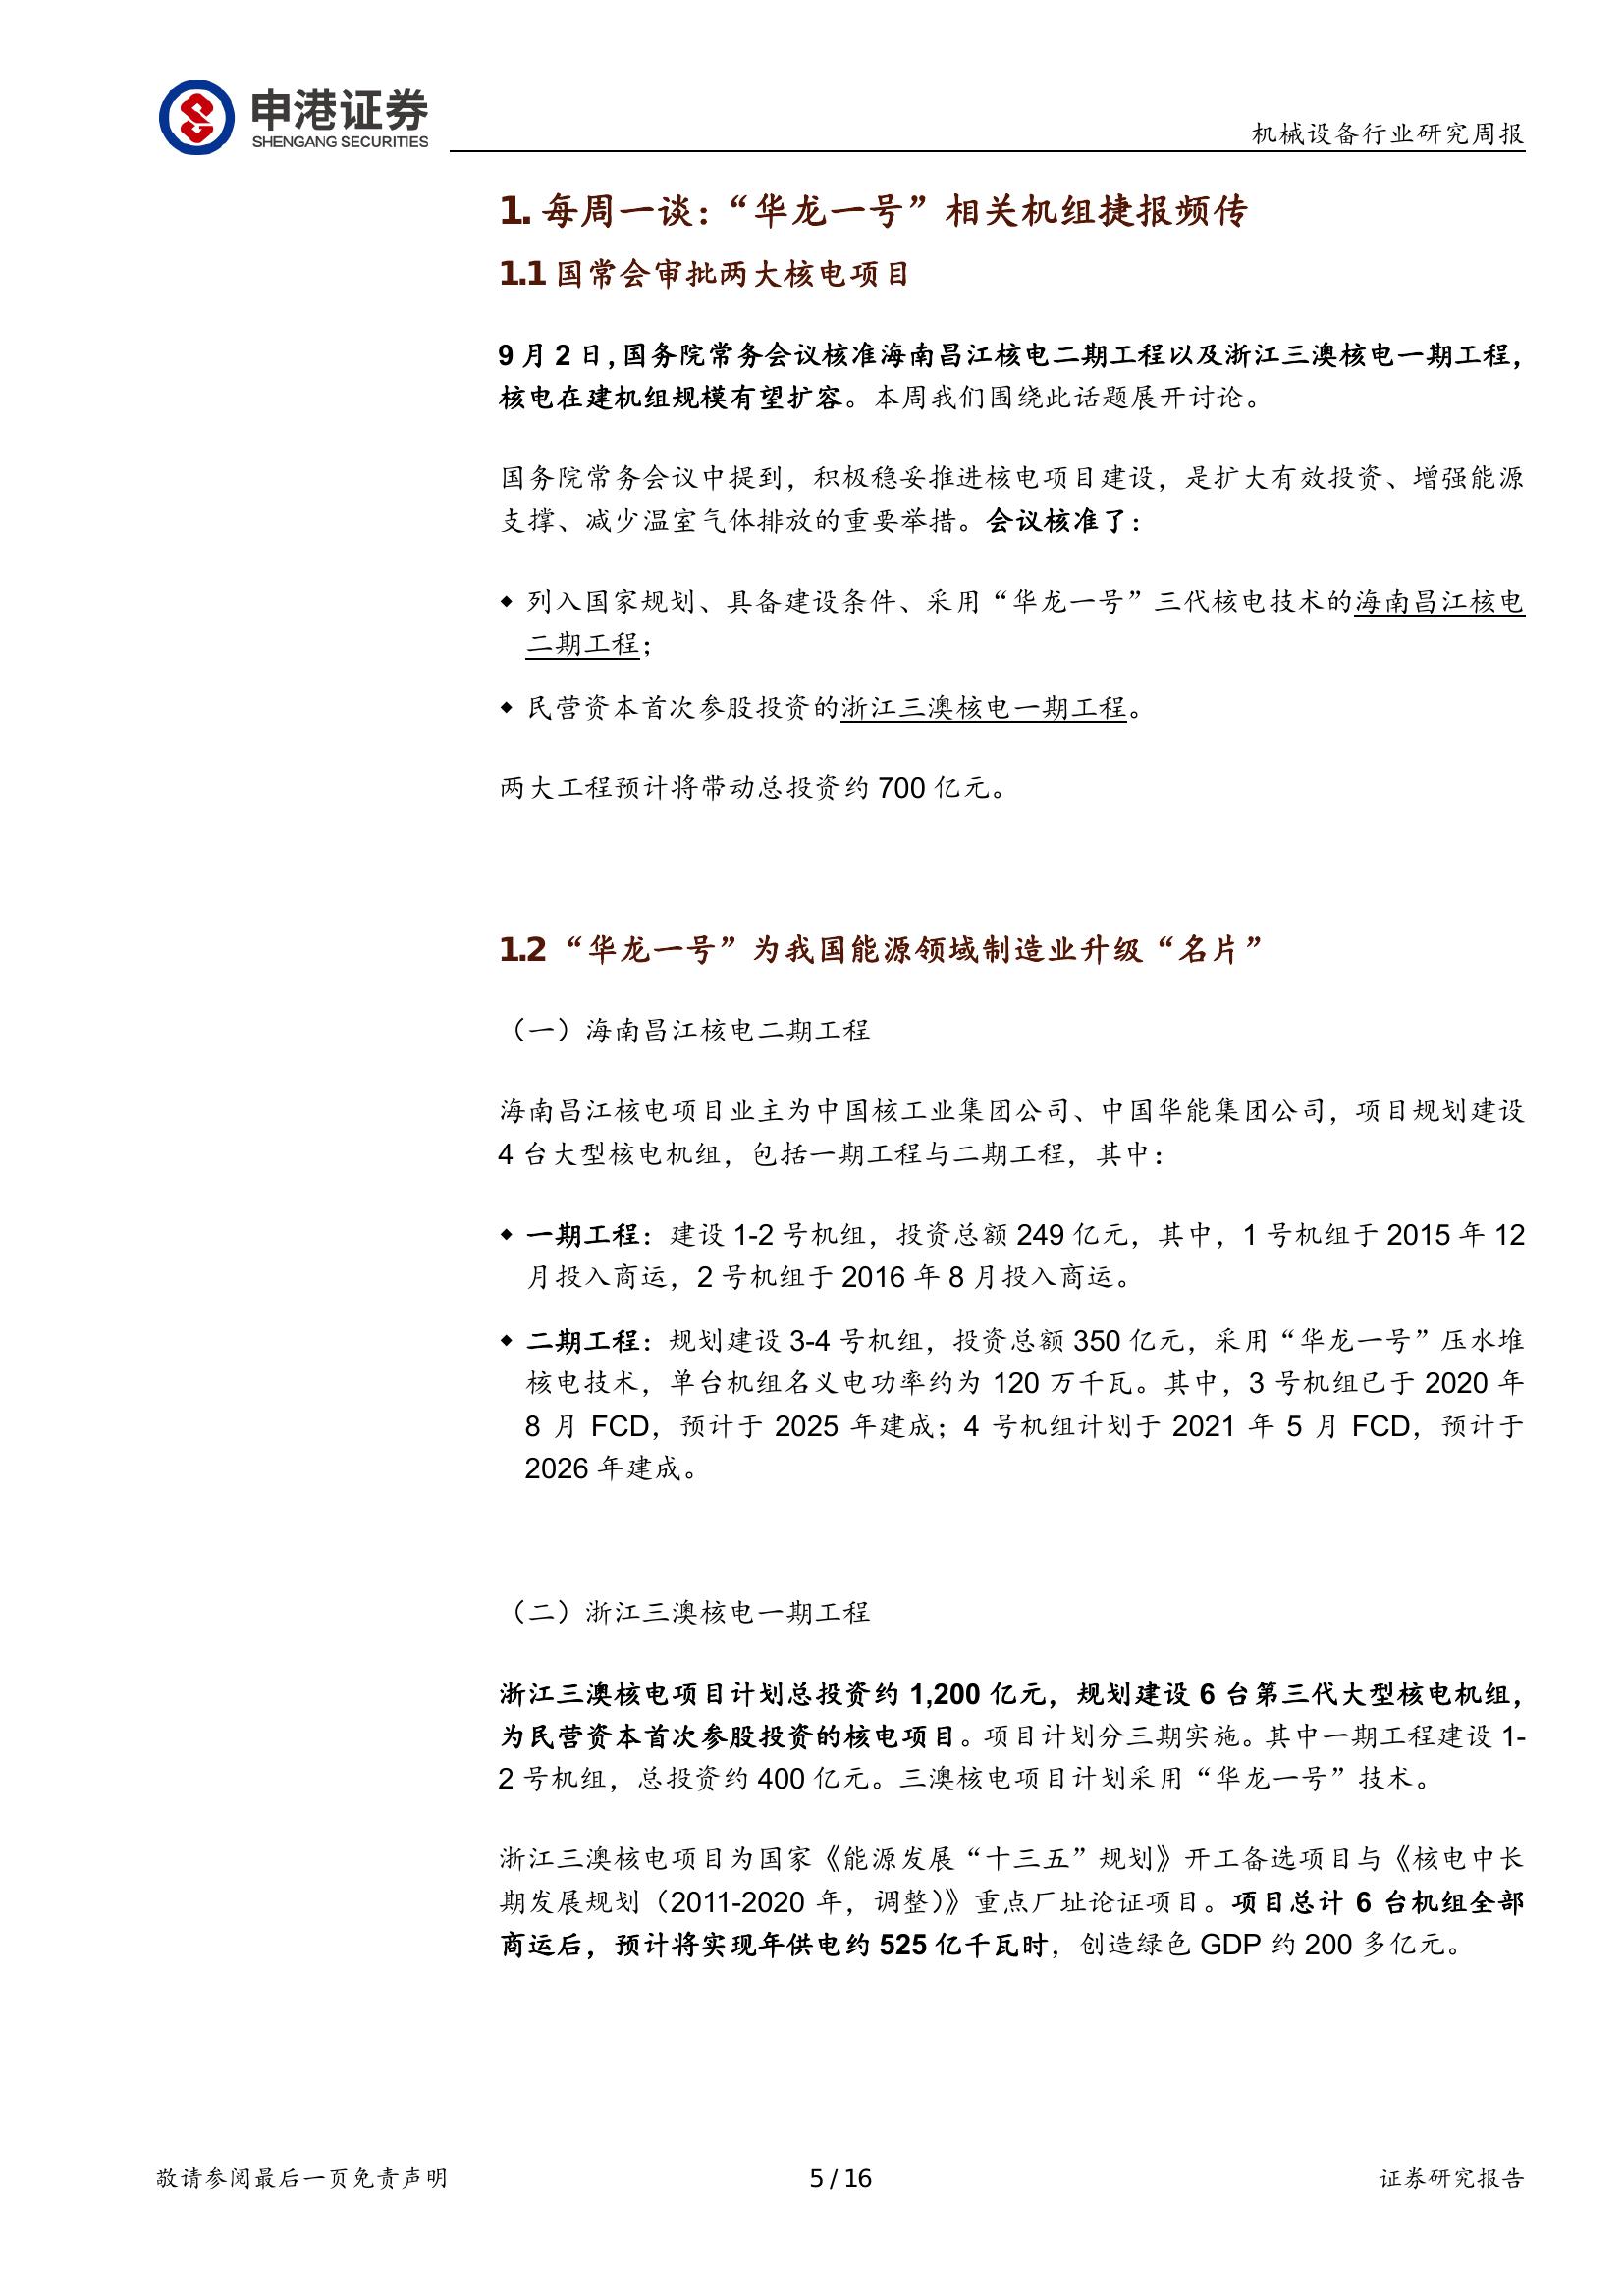 申港证券
SHENGANG SECURITIES
机械设备行业研究周报
1. 每周一谈：“华龙一号”相关机组捷报频传
1.1 国常会审批两大核电项目
9 月 2 日，国务院常务会议核准海南昌江核电二期工程以及浙江三澳核电一期工程，
核电在建机组规模有望扩容。本周我们围绕此话题展开讨论。
国务院常务会议中提到，积极稳妥推进核电项目建设，是扩大有效投资、增强能源
支撑、减少温室气体排放的重要举措。会议核准了：
◆ 列入国家规划、具备建设条件、采用“华龙一号”三代核电技术的海南昌江核电
二期工程；
◆ 民营资本首次参股投资的浙江三澳核电一期工程。
两大工程预计将带动总投资约 700 亿元。
1.2 “华龙一号”为我国能源领域制造业升级“名片”
（一）海南昌江核电二期工程
海南昌江核电项目业主为中国核工业集团公司、中国华能集团公司，项目规划建设
4 台大型核电机组，包括一期工程与二期工程，其中：
◆ 一期工程：建设 1-2 号机组，投资总额 249 亿元，其中，1 号机组于 2015 年 12
月投入商运，2 号机组于 2016 年 8 月投入商运。
◆ 二期工程：规划建设 3-4 号机组，投资总额 350 亿元，采用“华龙一号”压水堆
核电技术，单台机组名义电功率约为 120 万千瓦。其中，3 号机组已于 2020 年
8 月 FCD，预计于 2025 年建成；4 号机组计划于 2021 年 5 月 FCD，预计于
2026 年建成。
（二）浙江三澳核电一期工程
浙江三澳核电项目计划总投资约 1,200 亿元，规划建设 6 台第三代大型核电机组，
为民营资本首次参股投资的核电项目。项目计划分三期实施。其中一期工程建设 1-
2 号机组，总投资约 400 亿元。三澳核电项目计划采用“华龙一号”技术。
浙江三澳核电项目为国家《能源发展“十三五”规划》开工备选项目与《核电中长
期发展规划（2011-2020 年，调整）》重点厂址论证项目。项目总计 6 台机组全部
商运后，预计将实现年供电约 525 亿千瓦时，创造绿色 GDP 约 200 多亿元。
敬请参阅最后一页免责声明
5 / 16
证券研究报告